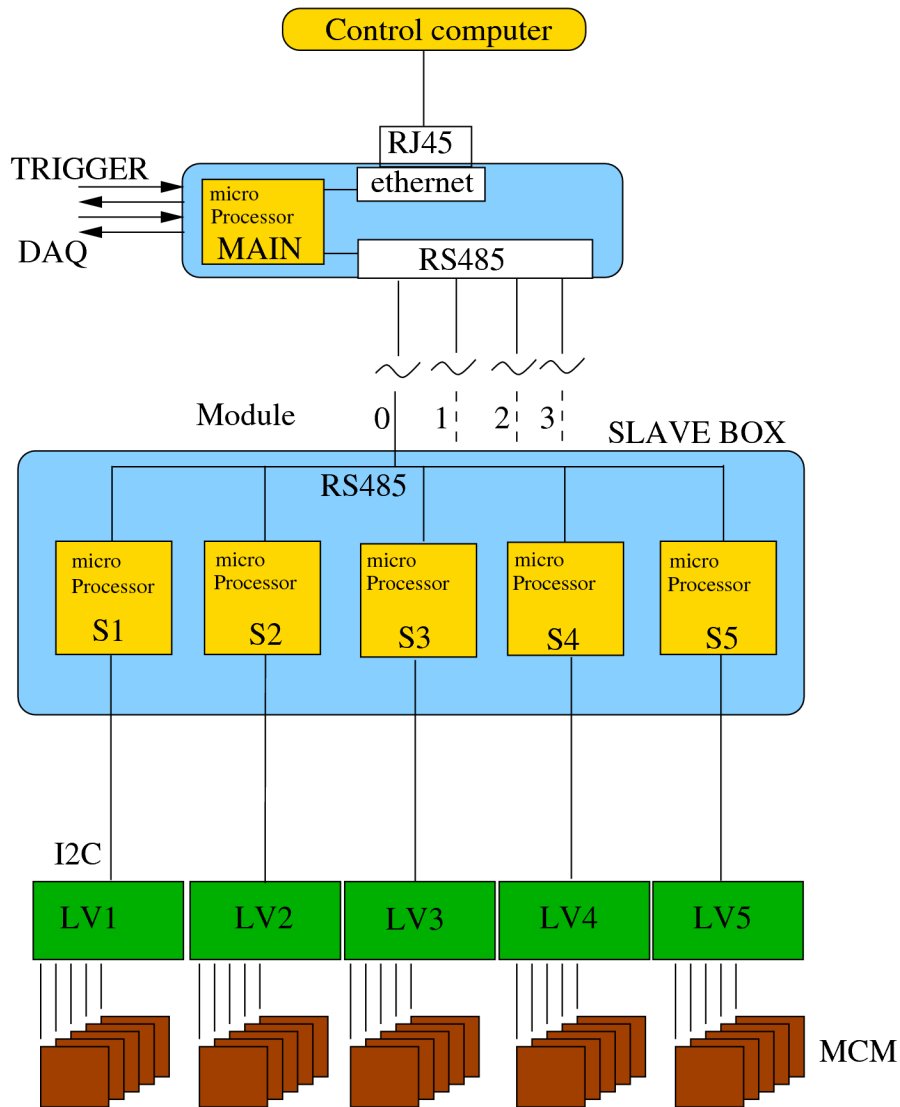 Control computer
RJ45
TRIGGER
ethernet
micro
Processor
MAIN
DAQ
RS485
Module
0
1
2
3
SLAVE BOX
RS485
micro
Processor
S1
micro
Processor
S2
micro
Processor
S3
micro
Processor
S4
micro
Processor
S5
I2C
LV1
LV2
LV3
LV4
LV5
MCM